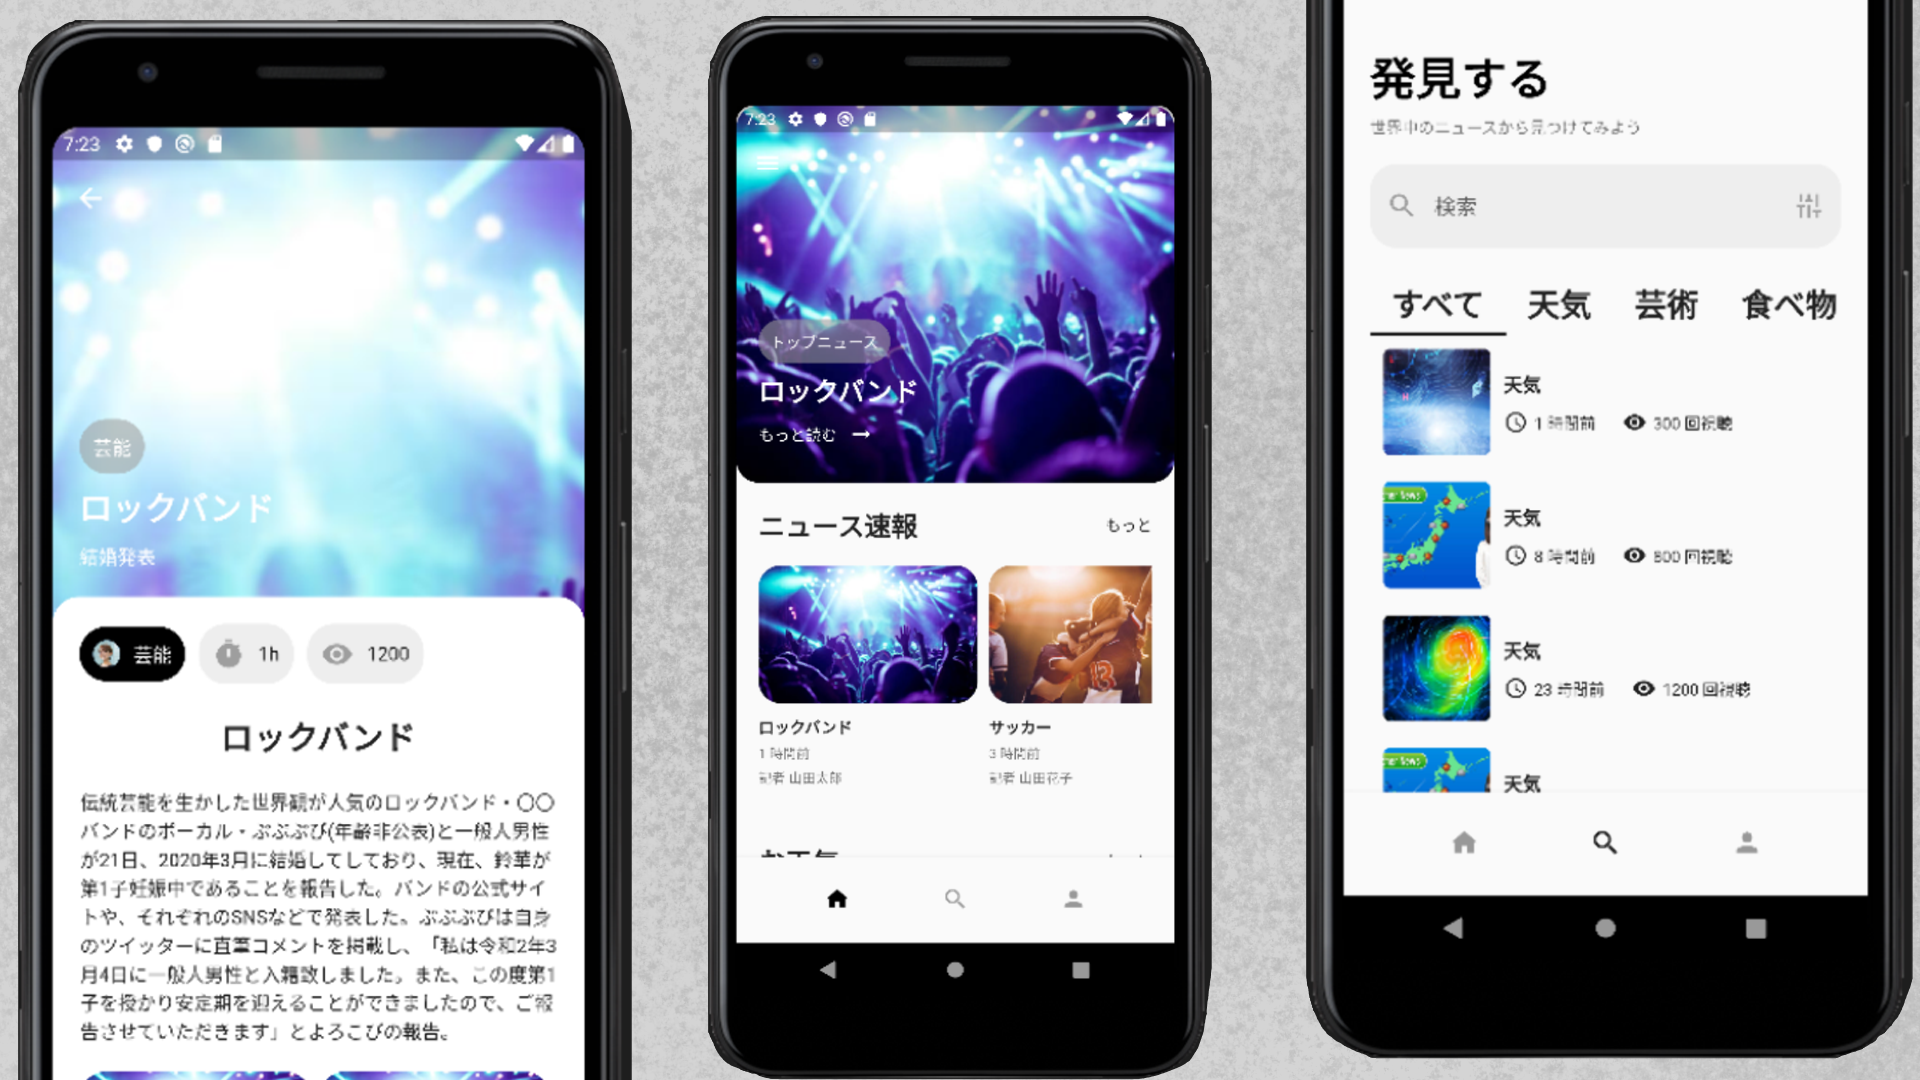 7:23
芸能
ロックバンド
結婚発表
芸能
1h
1200
ロックバンド
伝統芸能を生かした世界観が人気のロックバンド・〇〇
バンドのボーカル・ぷぷぷぴ(年齢非公表)と一般人男性
が21日、2020年3月に結婚してしており、現在、鈴華が
第1子妊娠中であることを報告した。バンドの公式サイ
トや、それぞれのSNSなどで発表した。ぷぷぷぴは自身
のツイッターに直筆コメントを掲載し、「私は令和2年3
月4日に一般人男性と入籍致しました。また、この度第1
子を授かり安定期を迎えることができましたので、ご報
告させていただきます」とよろこびの報告。
7:23
トップニュース
ロックバンド
もっと読む
ニュース速報
もっと
ロックバンド
1 時間前
記者 山田太郎
サッカー
3 時間前
記者 山田花子
13
発見する
世界中のニュースから見つけてみよう
検索
すべて
天気
芸術
食べ物
天気
1 時間前
300 回視聴
天気
8 時間前
800 回視聴
天気
23 時間前
1200 回視聴
天気